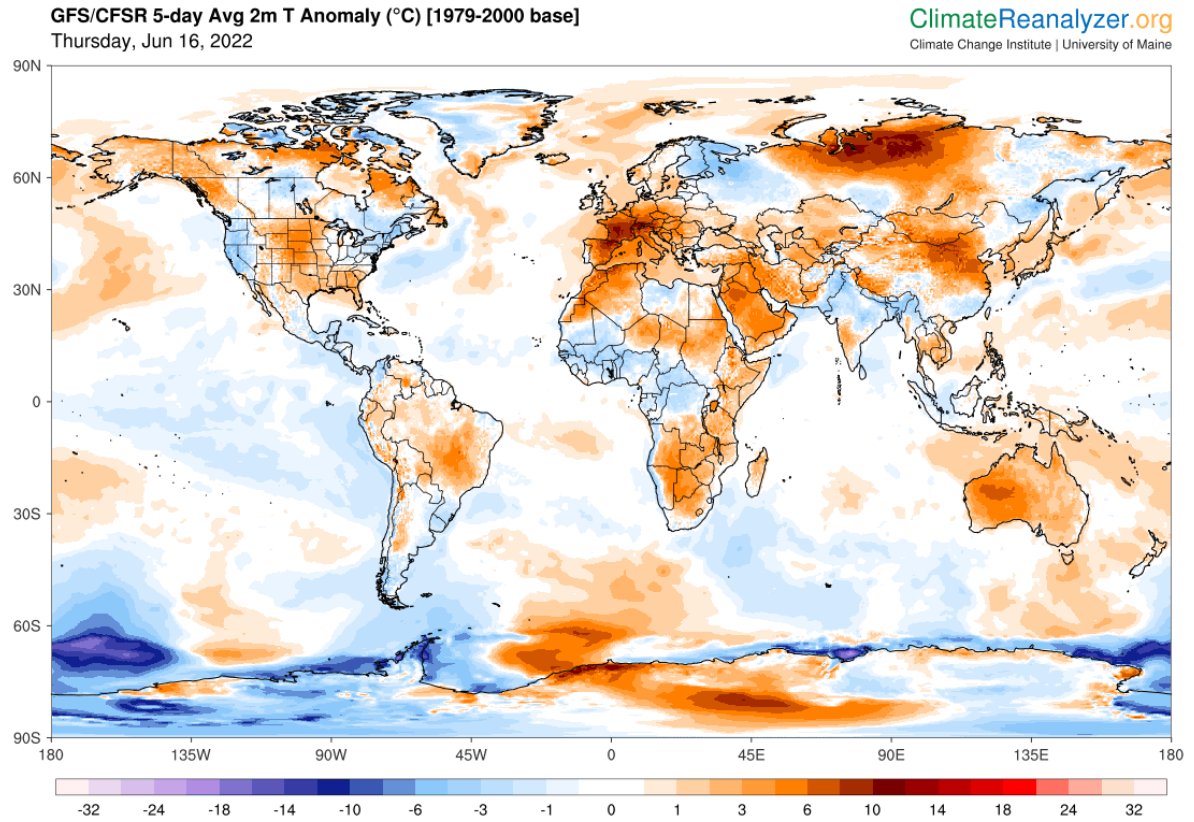 GFS/CFSR 5-day Avg 2m T Anomaly (°C) [1979-2000 base]
ClimateReanalyzer.org
Thursday, Jun 16, 2022
Climate Change Institute | University of Maine
90N
60N
30N
0
30S
60S
90S
180 135W 90W 45W 0 45E 90E 135E 180
-32 -24 -18 -14 -10 -6 -3 -1 0 1 3 6 10 14 18 24 32